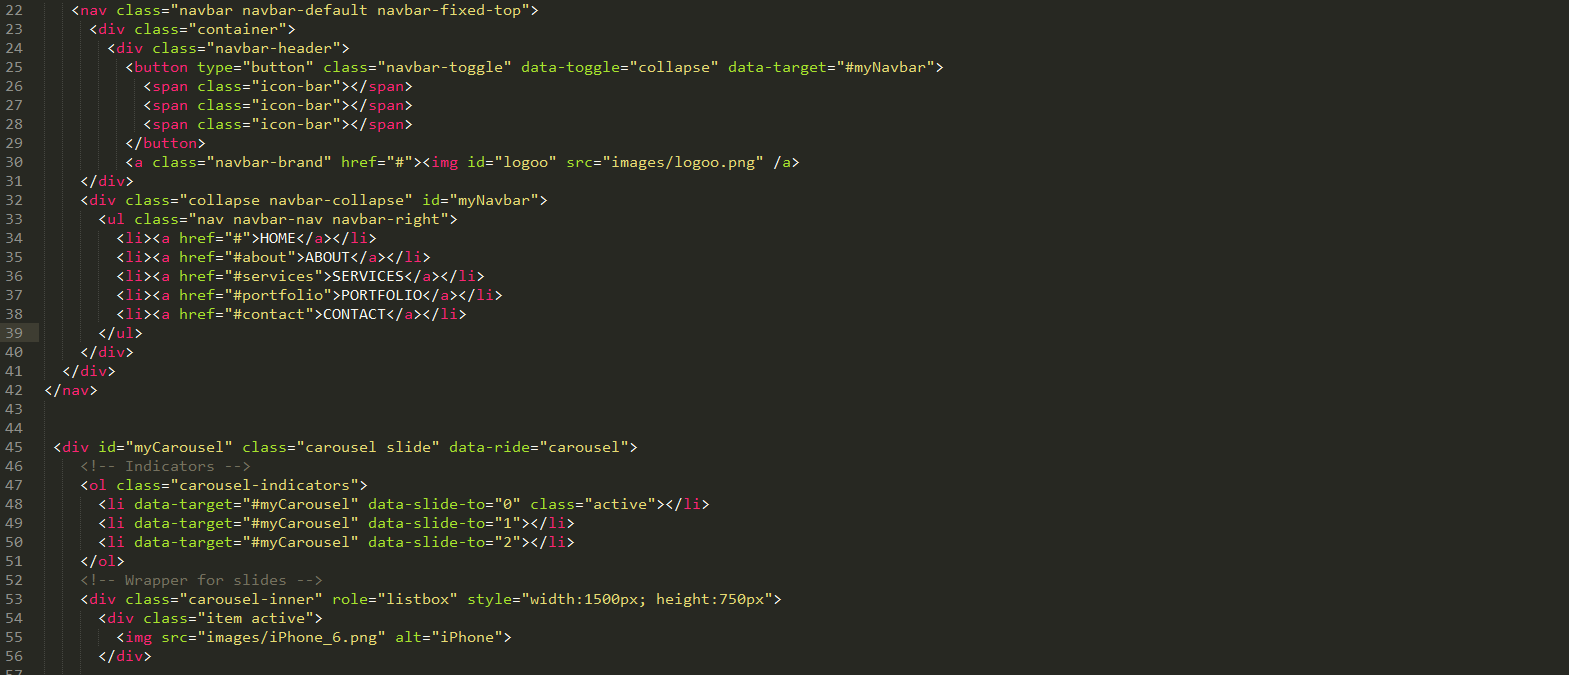 22 <nav class="navbar navbar-default navbar-fixed-top">
23 <div class="container">
24 <div class="navbar-header">
25 <button type="button" class="navbar-toggle" data-toggle="collapse" data-target="#myNavbar">
26 <span class="icon-bar"></span>
27 <span class="icon-bar"></span>
28 <span class="icon-bar"></span>
29 </button>
30 <a class="navbar-brand" href="#"><img id="logoo" src="images/logoo.png" /a>
31 </div>
32 <div class="collapse navbar-collapse" id="myNavbar">
33 <ul class="nav navbar-nav navbar-right">
34 <li><a href="#">HOME</a></li>
35 <li><a href="#about">ABOUT</a></li>
36 <li><a href="#services">SERVICES</a></li>
37 <li><a href="#portfolio">PORTFOLIO</a></li>
38 <li><a href="#contact">CONTACT</a></li>
39 </ul>
40 </div>
41 </div>
42 </nav>
43
44
45 <div id="myCarousel" class="carousel slide" data-ride="carousel">
46 <!-- Indicators -->
47 <ol class="carousel-indicators">
48 <li data-target="#myCarousel" data-slide-to="0" class="active"></li>
49 <li data-target="#myCarousel" data-slide-to="1"></li>
50 <li data-target="#myCarousel" data-slide-to="2"></li>
51 </ol>
52 <!-- Wrapper for slides -->
53 <div class="carousel-inner" role="listbox" style="width:1500px; height:750px">
54 <div class="item active">
55 <img src="images/iPhone_6.png" alt="iPhone">
56 </div>
57